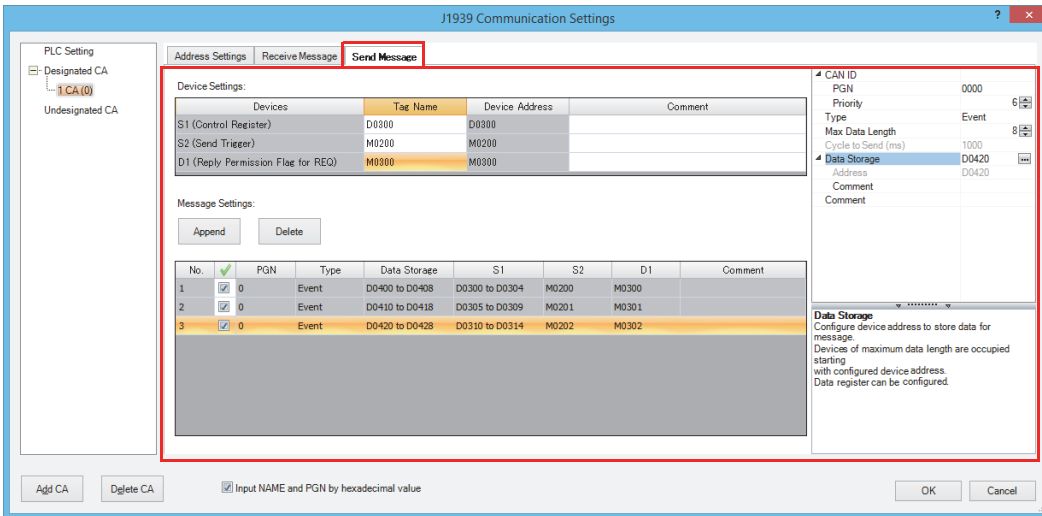 J1939 Communication Settings
? ×
PLC Setting
Designated CA
1 CA (0)
Undesignated CA
Address Settings Receive Message Send Message
Device Settings:
Devices Tag Name Device Address Comment
S1 (Control Register) D0300 D0300
S2 (Send Trigger) M0200 M0200
D1 (Reply Permission Flag for REQ) M0300 M0300
Message Settings:
Append Delete
No. PGN Type Data Storage S1 S2 D1 Comment
1 0 Event D0400 to D0408 D0300 to D0304 M0200 M0300
2 0 Event D0410 to D0418 D0305 to D0309 M0201 M0301
3 0 Event D0420 to D0428 D0310 to D0314 M0202 M0302
CAN ID
PGN 0000
Priority 6
Type Event
Max Data Length 8
Cycle to Send (ms) 1000
Data Storage D0420 ...
Address D0420
Comment
Comment
Data Storage
Configure device address to store data for
message.
Devices of maximum data length are occupied
starting
with configured device address.
Data register can be configured.
Add CA Delete CA Input NAME and PGN by hexadecimal value OK Cancel